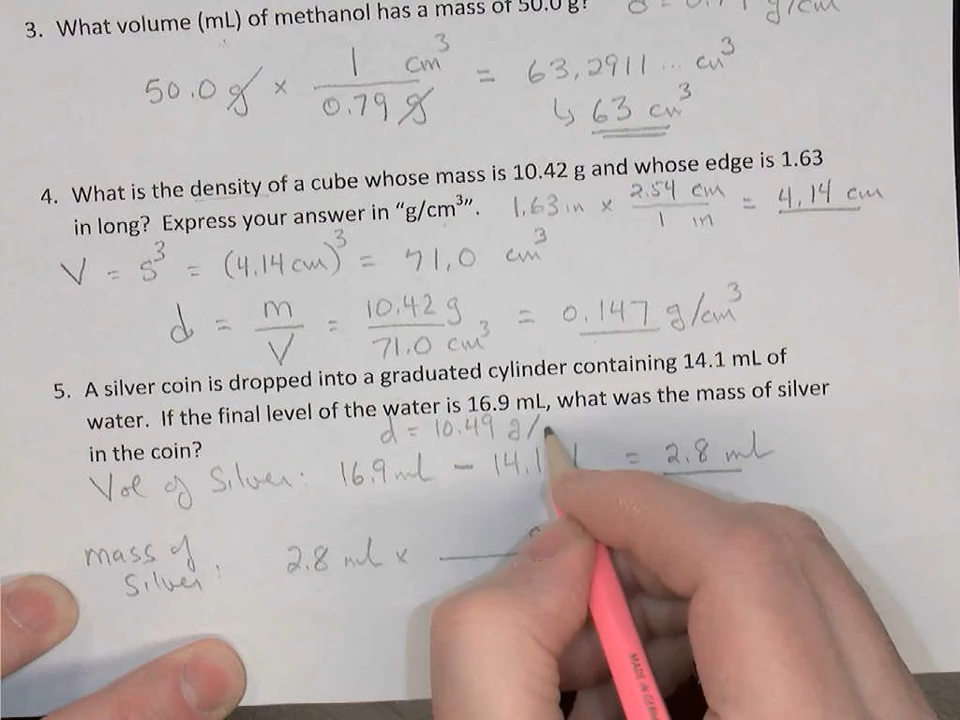 3. What volume (mL) of methanol has a mass of 50.0 g? d = 0.79 g/cm
50.0 g × 1 cm³ / 0.79 g = 63,2911 ... cm³
↳ 63 cm³
4. What is the density of a cube whose mass is 10.42 g and whose edge is 1.63
in long? Express your answer in “g/cm³”. 1.63 in × 2.54 cm / 1 in = 4,14 cm
V = s³ = (4.14 cm)³ = 71,0 cm³
d = m / V = 10.42 g / 71.0 cm³ = 0.147 g/cm³
5. A silver coin is dropped into a graduated cylinder containing 14.1 mL of
water. If the final level of the water is 16.9 mL, what was the mass of silver
in the coin? d = 10.49 g/
Vol of Silver: 16.9 ml − 14.1 = 2.8 ml
mass of
Silver: 2.8 ml ×
MADE IN GERM